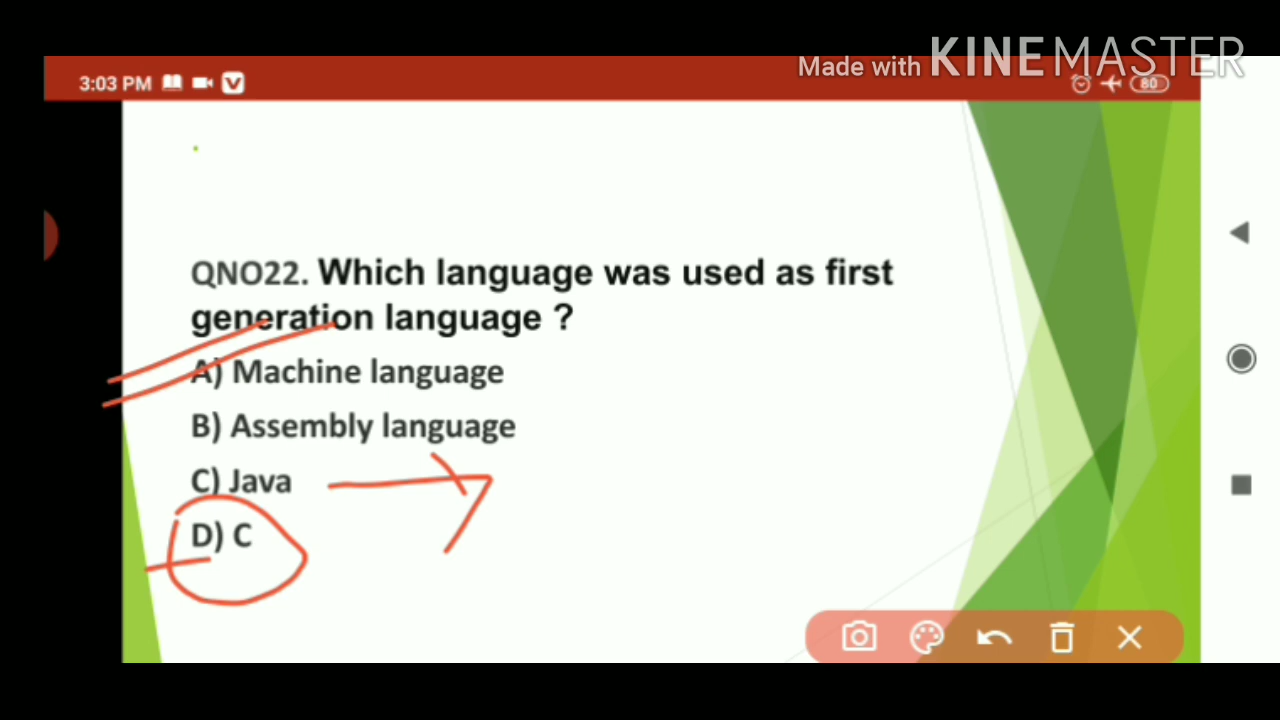 Made with KINEMASTER
3:03 PM
80
QNO22. Which language was used as first
generation language ?
A) Machine language
B) Assembly language
C) Java
D) C